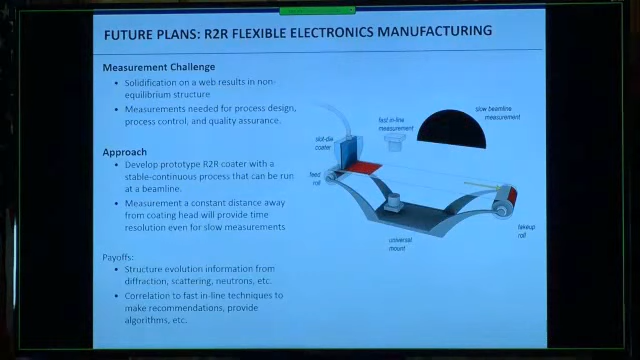 FUTURE PLANS: R2R FLEXIBLE ELECTRONICS MANUFACTURING
Measurement Challenge
• Solidification on a web results in non-
equilibrium structure
• Measurements needed for process design,
process control, and quality assurance.
Approach
• Develop prototype R2R coater with a
stable-continuous process that can be run
at a beamline.
• Measurement a constant distance away
from coating head will provide time
resolution even for slow measurements
Payoffs:
• Structure evolution information from
diffraction, scattering, neutrons, etc.
• Correlation to fast in-line techniques to
make recommendations, provide
algorithms, etc.
slot-die
coater
fast in-line
measurement
slow beamline
measurement
feed
roll
universal
mount
takeup
roll